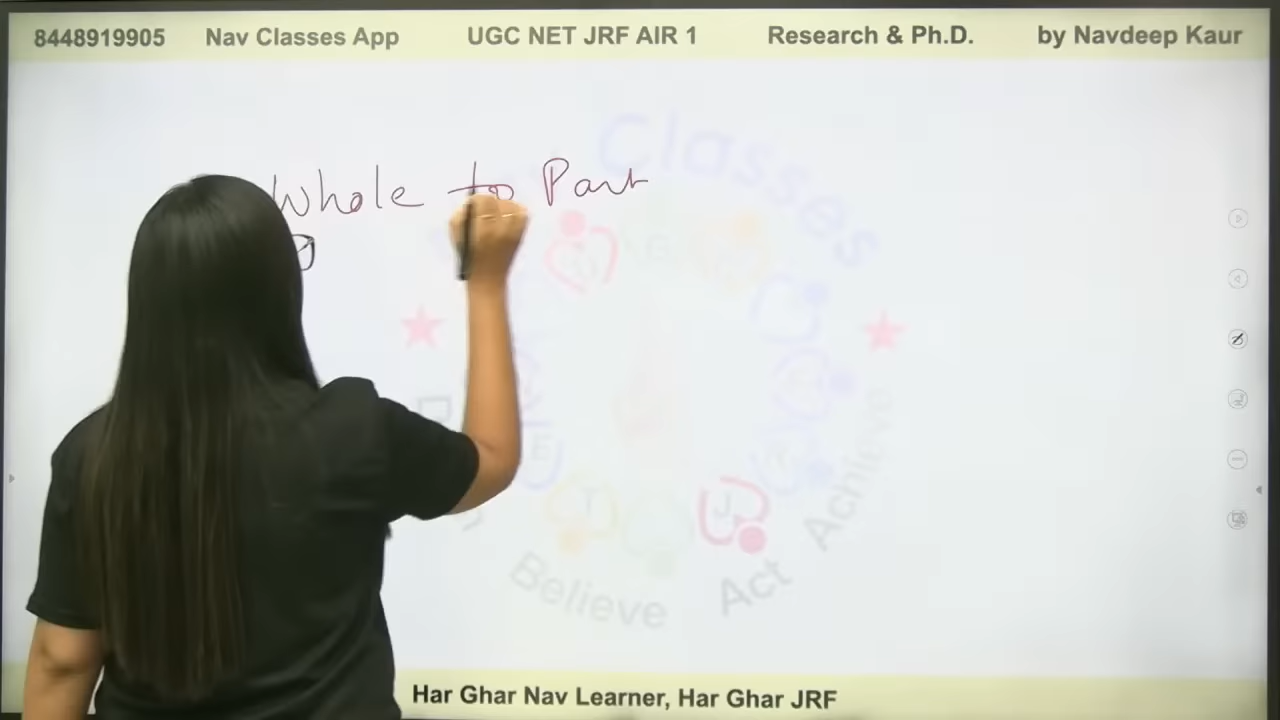 8448919905 Nav Classes App UGC NET JRF AIR 1 Research & Ph.D. by Navdeep Kaur
Classes
Whole to Part
Achieve
Believe Act
Har Ghar Nav Learner, Har Ghar JRF